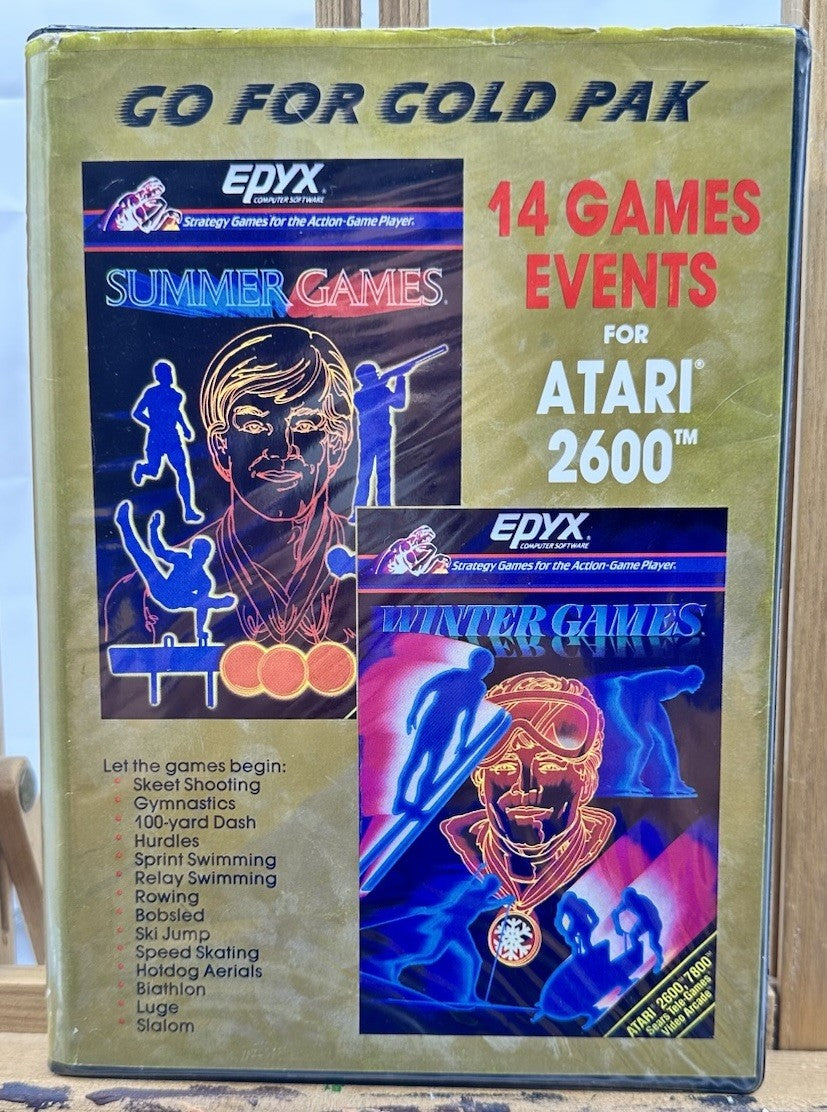 GO FOR GOLD PAK
EPYX®
COMPUTER SOFTWARE
Strategy Games for the Action-Game Player.
SUMMER GAMES®
14 GAMES
EVENTS
FOR
ATARI®
2600™
EPYX®
COMPUTER SOFTWARE
Strategy Games for the Action-Game Player.
WINTER GAMES.
Let the games begin:
Skeet Shooting
Gymnastics
100-yard Dash
Hurdles
Sprint Swimming
Relay Swimming
Rowing
Bobsled
Ski Jump
Speed Skating
Hotdog Aerials
Biathlon
Luge
Slalom
ATARI® 2600, 7800™
Sears Tele-Games
Video Arcade™